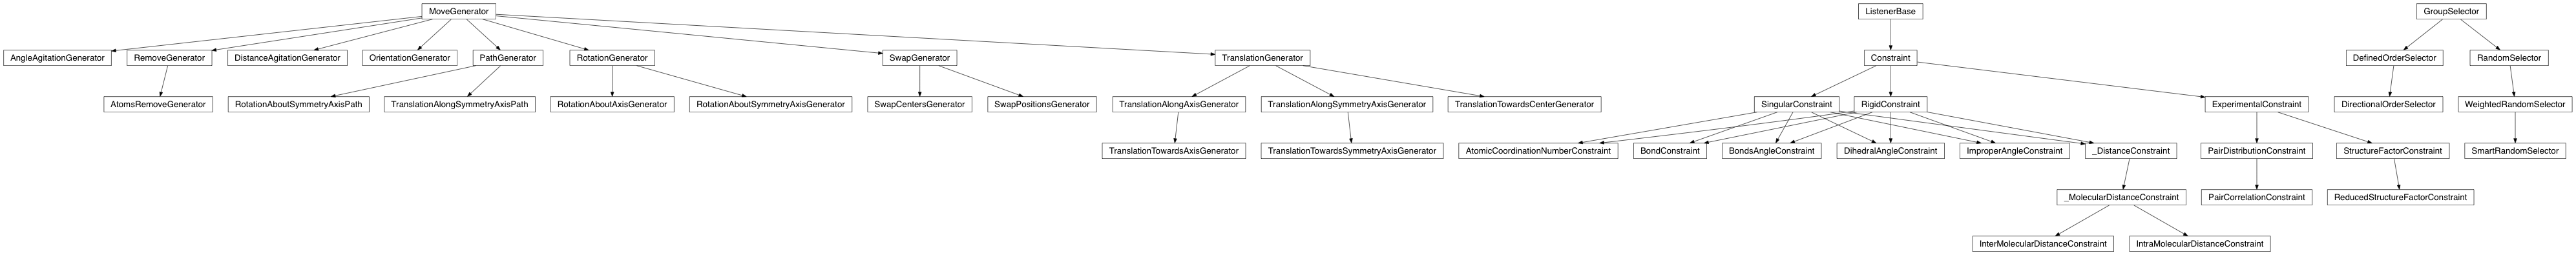 MoveGenerator
ListenerBase
GroupSelector
AngleAgitationGenerator
RemoveGenerator
DistanceAgitationGenerator
OrientationGenerator
PathGenerator
RotationGenerator
SwapGenerator
TranslationGenerator
Constraint
DefinedOrderSelector
RandomSelector
AtomsRemoveGenerator
RotationAboutSymmetryAxisPath
TranslationAlongSymmetryAxisPath
RotationAboutAxisGenerator
RotationAboutSymmetryAxisGenerator
SwapCentersGenerator
SwapPositionsGenerator
TranslationAlongAxisGenerator
TranslationAlongSymmetryAxisGenerator
TranslationTowardsCenterGenerator
SingularConstraint
RigidConstraint
ExperimentalConstraint
DirectionalOrderSelector
WeightedRandomSelector
TranslationTowardsAxisGenerator
TranslationTowardsSymmetryAxisGenerator
AtomicCoordinationNumberConstraint
BondConstraint
BondsAngleConstraint
DihedralAngleConstraint
ImproperAngleConstraint
_DistanceConstraint
PairDistributionConstraint
StructureFactorConstraint
SmartRandomSelector
_MolecularDistanceConstraint
PairCorrelationConstraint
ReducedStructureFactorConstraint
InterMolecularDistanceConstraint
IntraMolecularDistanceConstraint